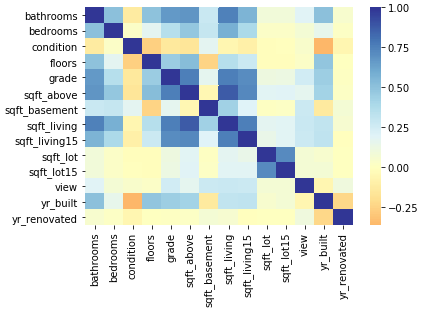 bathrooms
bedrooms
condition
floors
grade
sqft_above
sqft_basement
sqft_living
sqft_living15
sqft_lot
sqft_lot15
view
yr_built
yr_renovated
bathrooms
bedrooms
condition
floors
grade
sqft_above
sqft_basement
sqft_living
sqft_living15
sqft_lot
sqft_lot15
view
yr_built
yr_renovated
1.00
0.75
0.50
0.25
0.00
−0.25